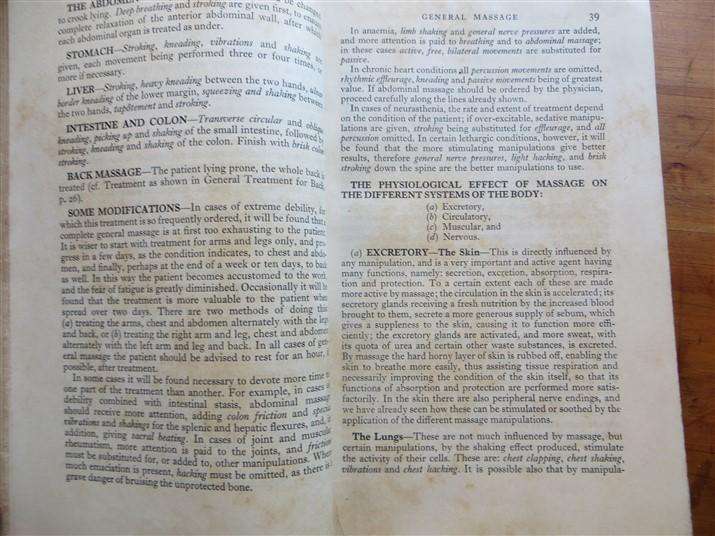 THE ABDOMEN
to crook lying. Deep breathing and stroking are given first, to
complete relaxation of the anterior abdominal wall, after which
each abdominal organ is treated as under.
STOMACH—Stroking, kneading, vibrations and shaking are
given, each movement being performed three or four times,
more if necessary.
LIVER—Stroking, heavy kneading between the two hands, also
border kneading of the lower margin, squeezing and shaking between
the two hands, tapôtement and stroking.
INTESTINE AND COLON—Transverse circular and oblique
kneading, picking up and shaking of the small intestine, followed by
stroking, kneading and shaking of the colon. Finish with brisk colon
stroking.
BACK MASSAGE—The patient lying prone, the whole back is
treated (cf. Treatment as shown in General Treatment for Back,
p. 26).
SOME MODIFICATIONS—In cases of extreme debility, for
which this treatment is so frequently ordered, it will be found that a
complete general massage is at first too exhausting to the patient.
It is wiser to start with treatment for arms and legs only, and pro-
gress in a few days, as the condition indicates, to chest and abdo-
men, and finally, perhaps at the end of a week or ten days, to back
as well. In this way the patient becomes accustomed to the work
and the fear of fatigue is greatly diminished. Occasionally it will be
found that the treatment is more valuable to the patient when
spread over two days. There are two methods of doing this:
(a) treating the arms, chest and abdomen alternately with the legs
and back, or (b) treating the right arm and leg, chest and abdomen
alternately with the left arm and leg and back. In all cases of gen-
eral massage the patient should be advised to rest for an hour, if
possible, after treatment.
In some cases it will be found necessary to devote more time to
one part of the treatment than another. For example, in cases of
debility combined with intestinal stasis, abdominal massage
should receive more attention, adding colon friction and special
vibrations and shakings for the splenic and hepatic flexures, and, in
addition, giving sacral beating. In cases of joint and muscular
rheumatism, more attention is paid to the joints, and frictions
must be substituted for, or added to, other manipulations. When
much emaciation is present, hacking must be omitted, as there is
grave danger of bruising the unprotected bone.
GENERAL MASSAGE 39
In anaemia, limb shaking and general nerve pressures are added,
and more attention is paid to breathing and to abdominal massage;
in these cases active, free, bilateral movements are substituted for
passive.
In chronic heart conditions all percussion movements are omitted,
rhythmic effleurage, kneading and passive movements being of greatest
value. If abdominal massage should be ordered by the physician,
proceed carefully along the lines already shown.
In cases of neurasthenia, the rate and extent of treatment depend
on the condition of the patient; if over-excitable, sedative manipu-
lations are given, stroking being substituted for effleurage, and all
percussion omitted. In certain lethargic conditions, however, it will
be found that the more stimulating manipulations give better
results, therefore general nerve pressures, light hacking, and brisk
stroking down the spine are the better manipulations to use.
THE PHYSIOLOGICAL EFFECT OF MASSAGE ON
THE DIFFERENT SYSTEMS OF THE BODY:
(a) Excretory,
(b) Circulatory,
(c) Muscular, and
(d) Nervous.
(a) EXCRETORY—The Skin—This is directly influenced by
any manipulation, and is a very important and active agent having
many functions, namely: secretion, excretion, absorption, respira-
tion and protection. To a certain extent each of these are made
more active by massage; the circulation in the skin is accelerated; its
secretory glands receiving a fresh nutrition by the increased blood
brought to them, secrete a more generous supply of sebum, which
gives a suppleness to the skin, causing it to function more effi-
ciently; the excretory glands are activated, and more sweat, with
its quota of urea and certain other waste substances, is excreted.
By massage the hard horny layer of skin is rubbed off, enabling the
skin to breathe more easily, thus assisting tissue respiration and
necessarily improving the condition of the skin itself, so that its
functions of absorption and protection are performed more satis-
factorily. In the skin there are also peripheral nerve endings, and
we have already seen how these can be stimulated or soothed by the
application of the different massage manipulations.
The Lungs—These are not much influenced by massage, but
certain manipulations, by the shaking effect produced, stimulate
the activity of their cells. These are: chest clapping, chest shaking,
vibrations and chest hacking. It is possible also that by manipula-